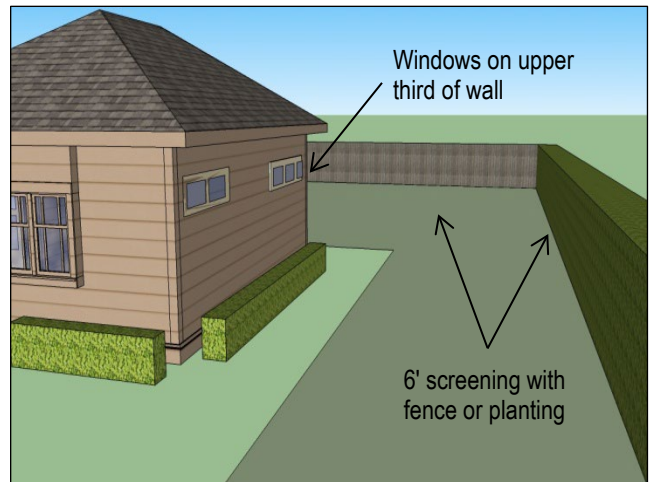 Windows on upper
third of wall
6' screening with
fence or planting